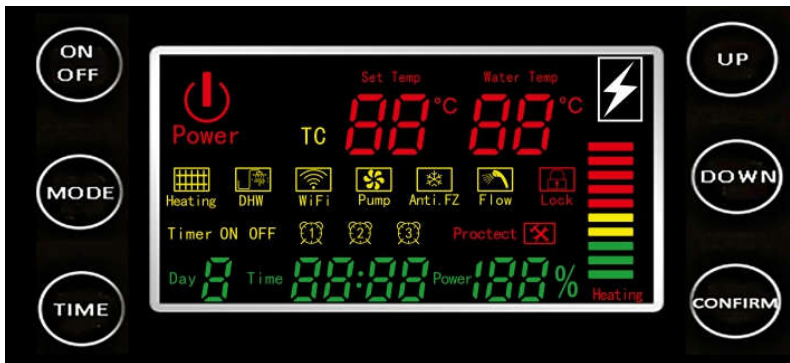 ON
OFF
UP
Set Temp Water Temp
88°C 88°C
Power TC
MODE
DOWN
Heating DHW WiFi Pump Anti.FZ Flow Lock
Timer ON OFF 1 2 3 Proctect
Day 8 Time 88:88 Power 188%
Heating
TIME
CONFIRM